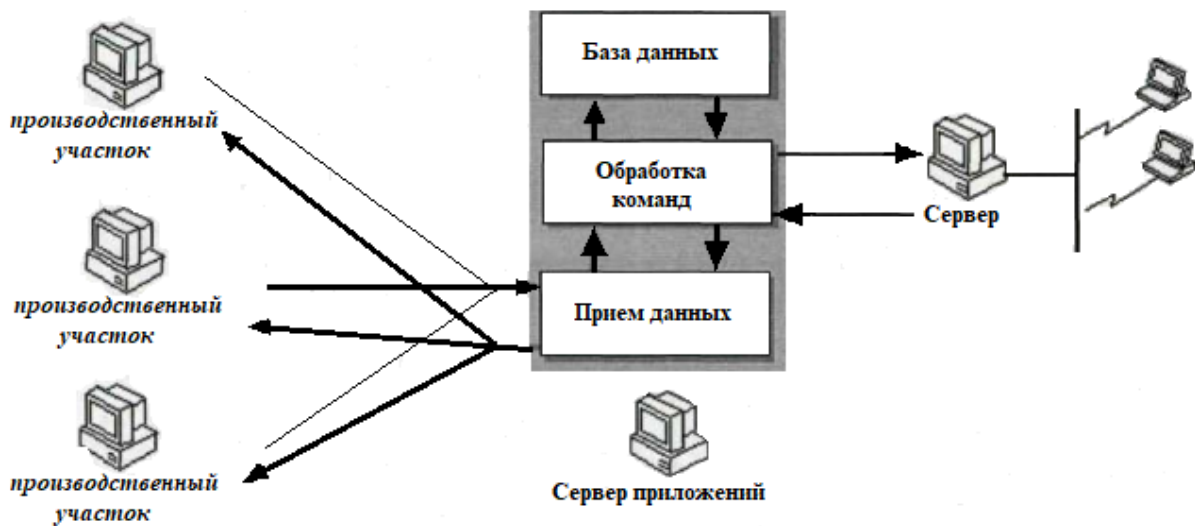 База данных
производственный
участок
Обработка
команд
Сервер
производственный
участок
Прием данных
производственный
участок
Сервер приложений